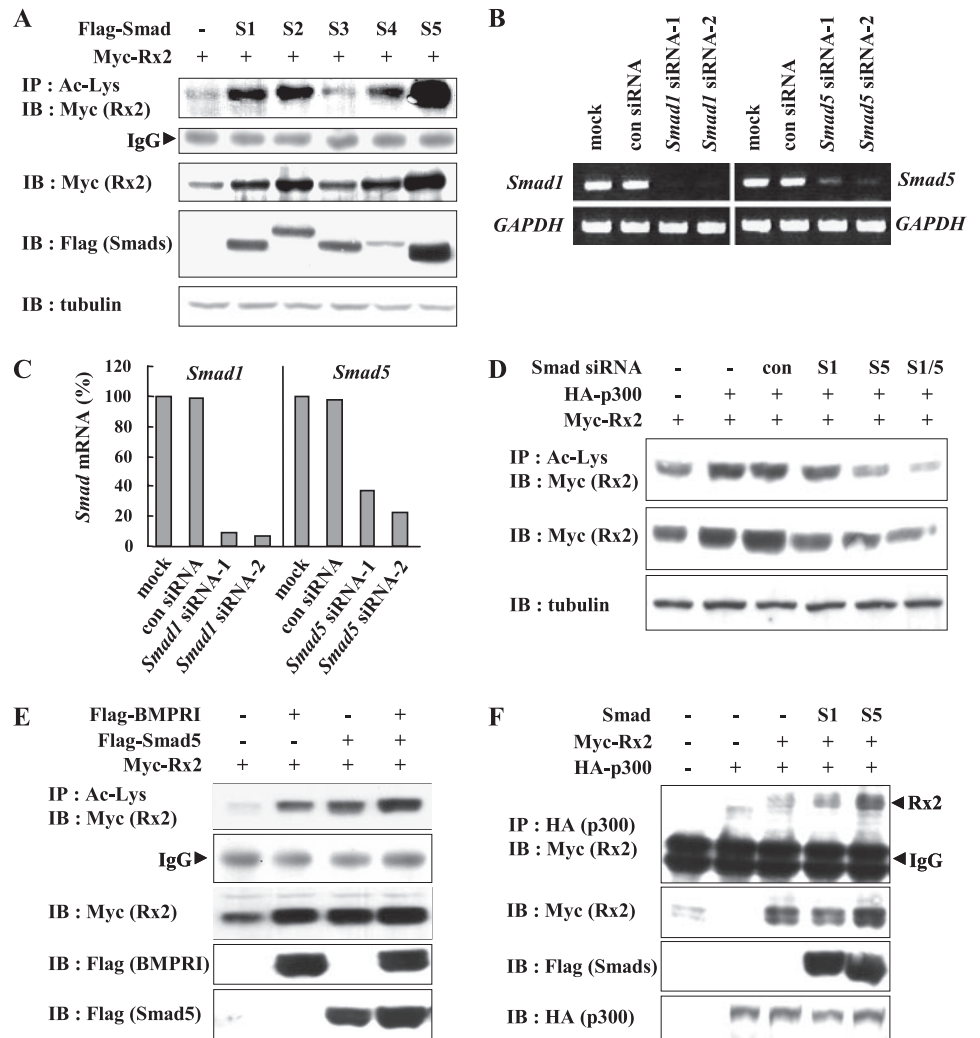 A
Flag-Smad - S1 S2 S3 S4 S5
Myc-Rx2 + + + + + +
IP : Ac-Lys
IB : Myc (Rx2)
IgG
IB : Myc (Rx2)
IB : Flag (Smads)
IB : tubulin
B
mock
con siRNA
Smad1 siRNA-1
Smad1 siRNA-2
mock
con siRNA
Smad5 siRNA-1
Smad5 siRNA-2
Smad1 Smad5
GAPDH GAPDH
C
Smad mRNA (%)
120
100
80
60
40
20
0
Smad1 Smad5
mock
con siRNA
Smad1 siRNA-1
Smad1 siRNA-2
mock
con siRNA
Smad5 siRNA-1
Smad5 siRNA-2
D
Smad siRNA - - con S1 S5 S1/5
HA-p300 - + + + + +
Myc-Rx2 + + + + + +
IP : Ac-Lys
IB : Myc (Rx2)
IB : Myc (Rx2)
IB : tubulin
E
Flag-BMPRI - + - +
Flag-Smad5 - - + +
Myc-Rx2 + + + +
IP : Ac-Lys
IB : Myc (Rx2)
IgG
IB : Myc (Rx2)
IB : Flag (BMPRI)
IB : Flag (Smad5)
F
Smad - - - S1 S5
Myc-Rx2 - - + + +
HA-p300 - + + + +
IP : HA (p300)
IB : Myc (Rx2)
Rx2
IgG
IB : Myc (Rx2)
IB : Flag (Smads)
IB : HA (p300)